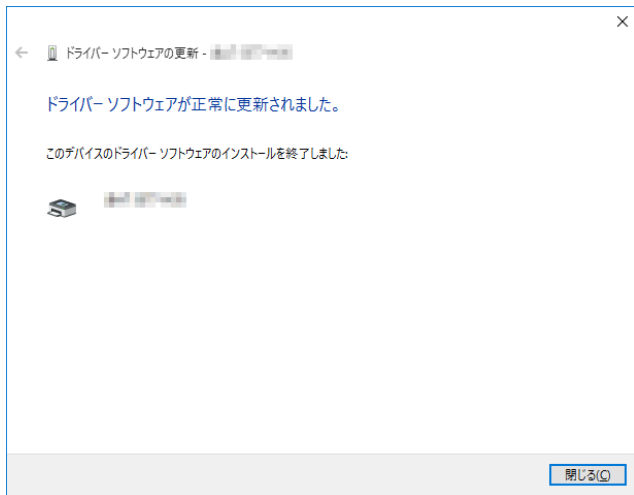 ドライバー ソフトウェアの更新 -
ドライバー ソフトウェアが正常に更新されました。
このデバイスのドライバー ソフトウェアのインストールを終了しました:
閉じる(C)